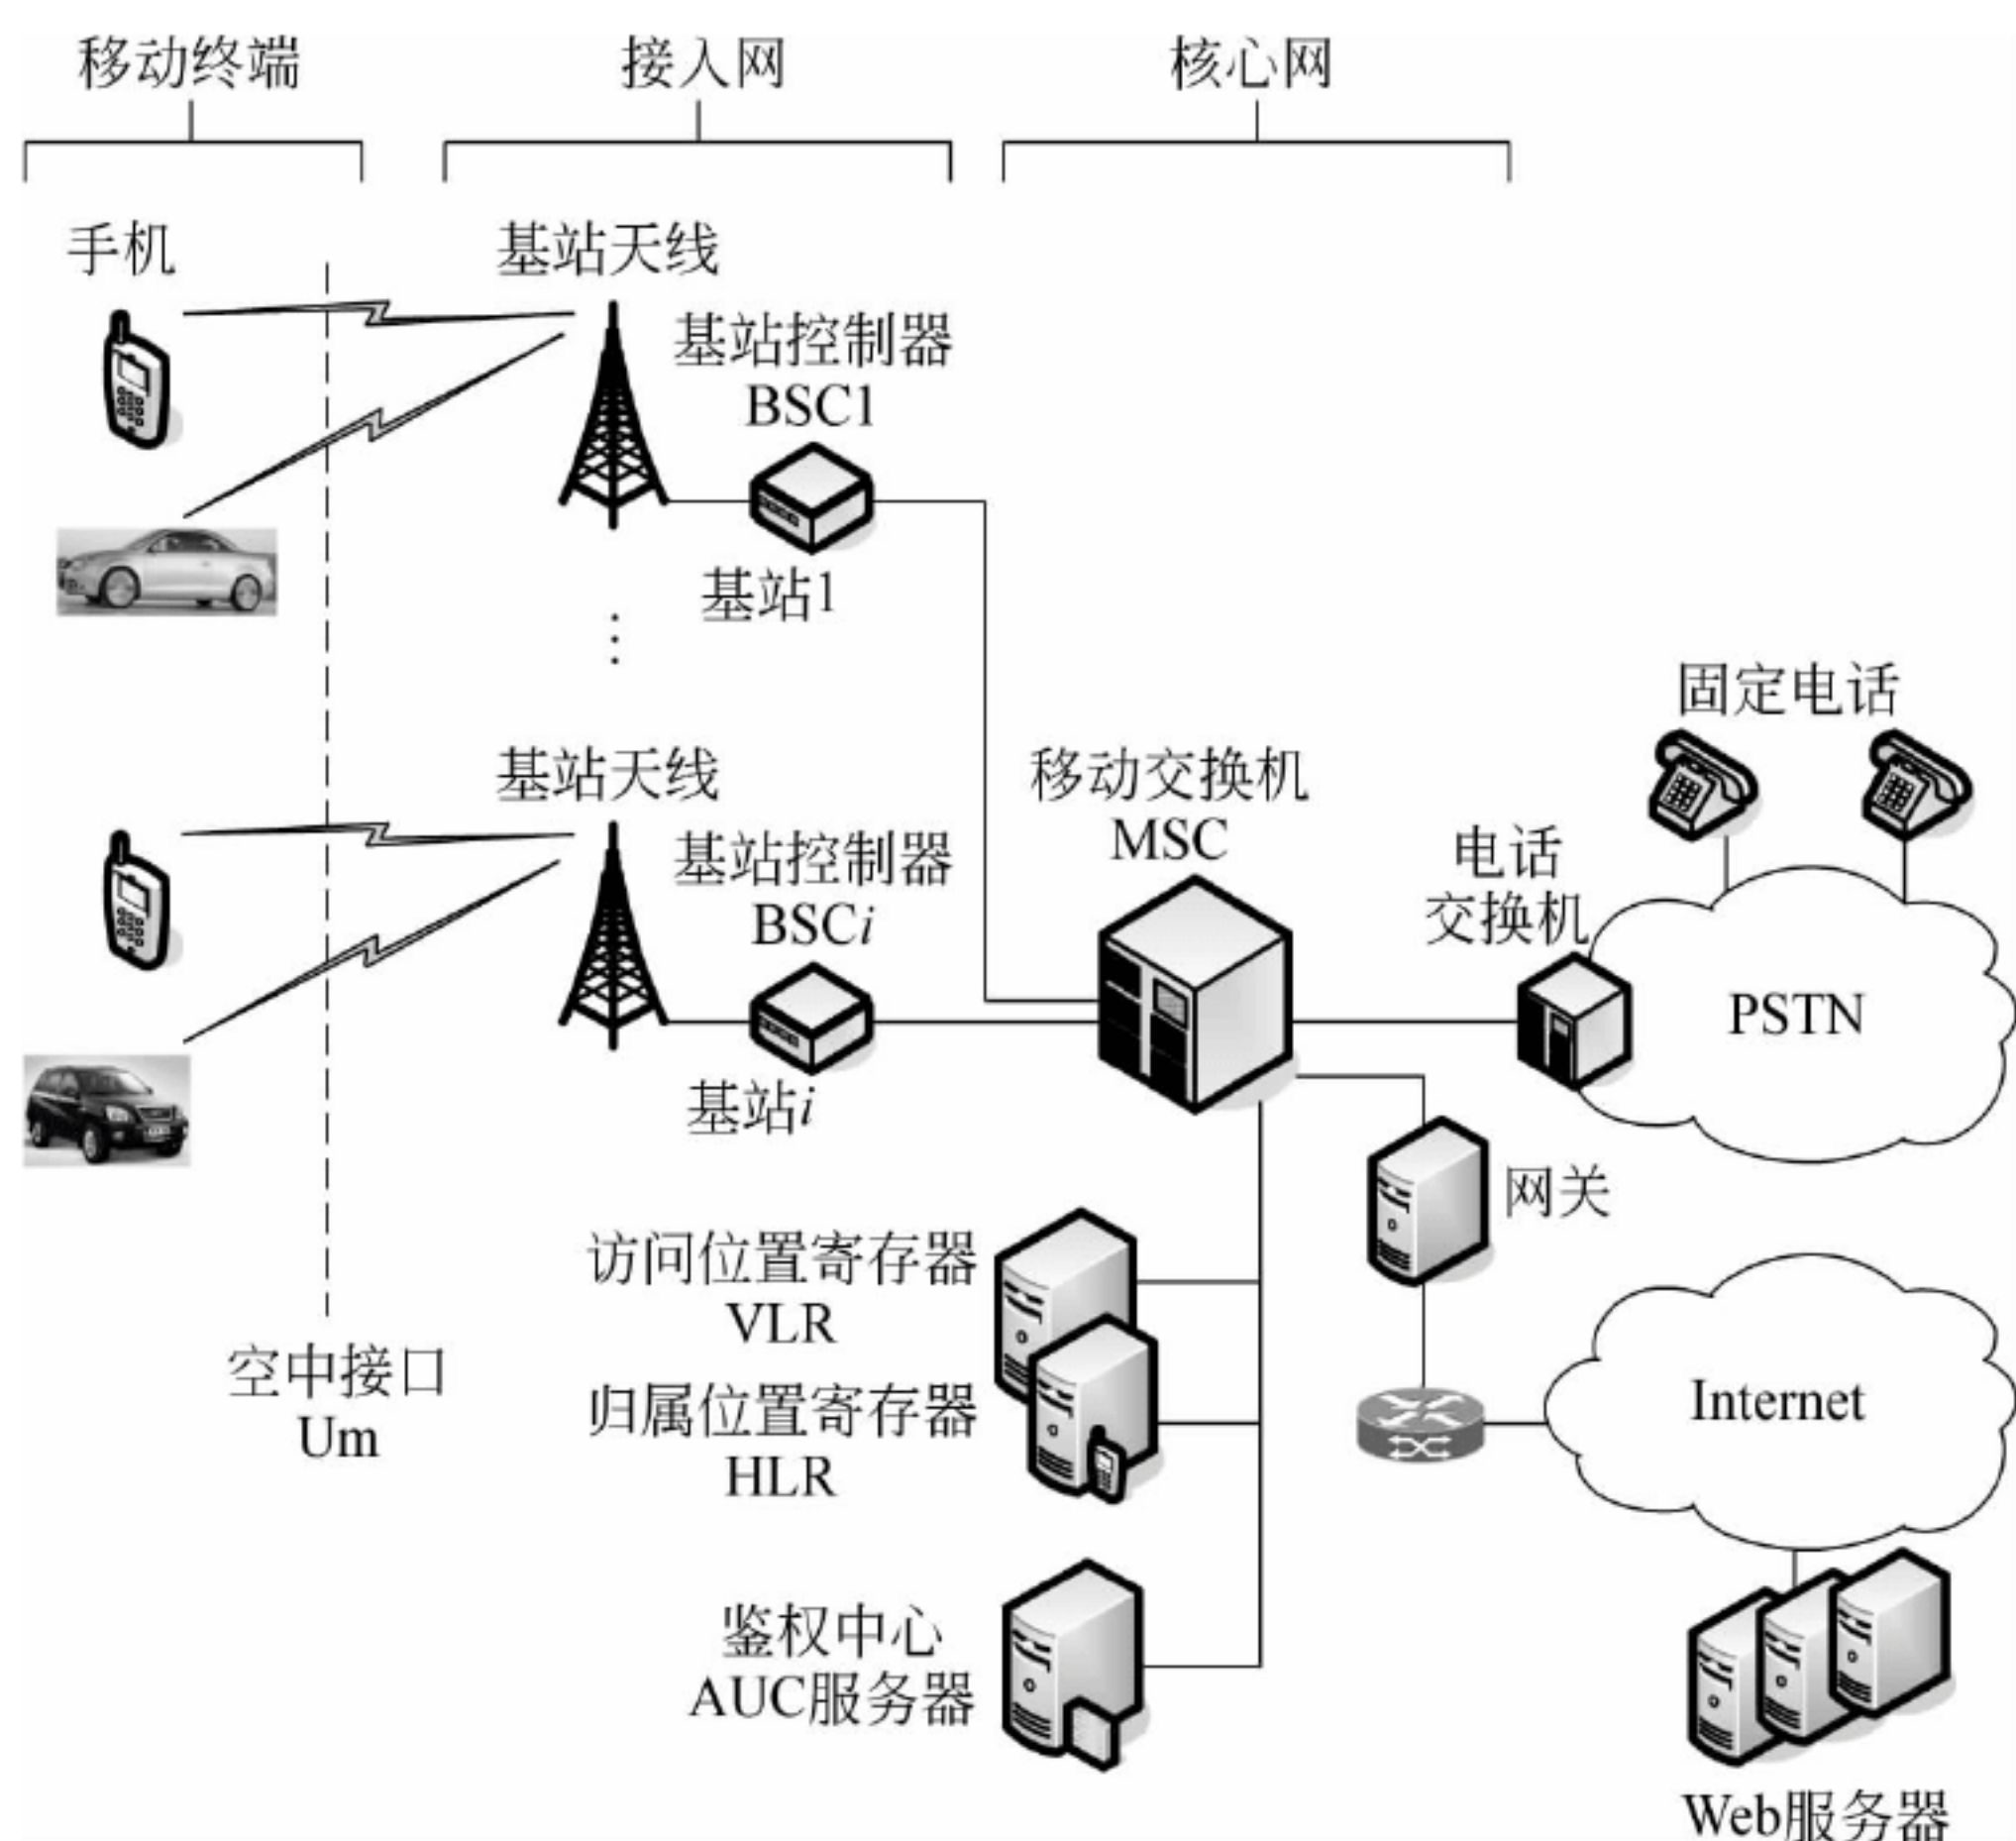 移动终端
接入网
核心网
手机
基站天线
基站控制器
BSC1
基站1
基站天线
基站控制器
BSCi
基站i
移动交换机
MSC
固定电话
电话
交换机
PSTN
网关
访问位置寄存器
VLR
归属位置寄存器
HLR
空中接口
Um
Internet
鉴权中心
AUC服务器
Web服务器